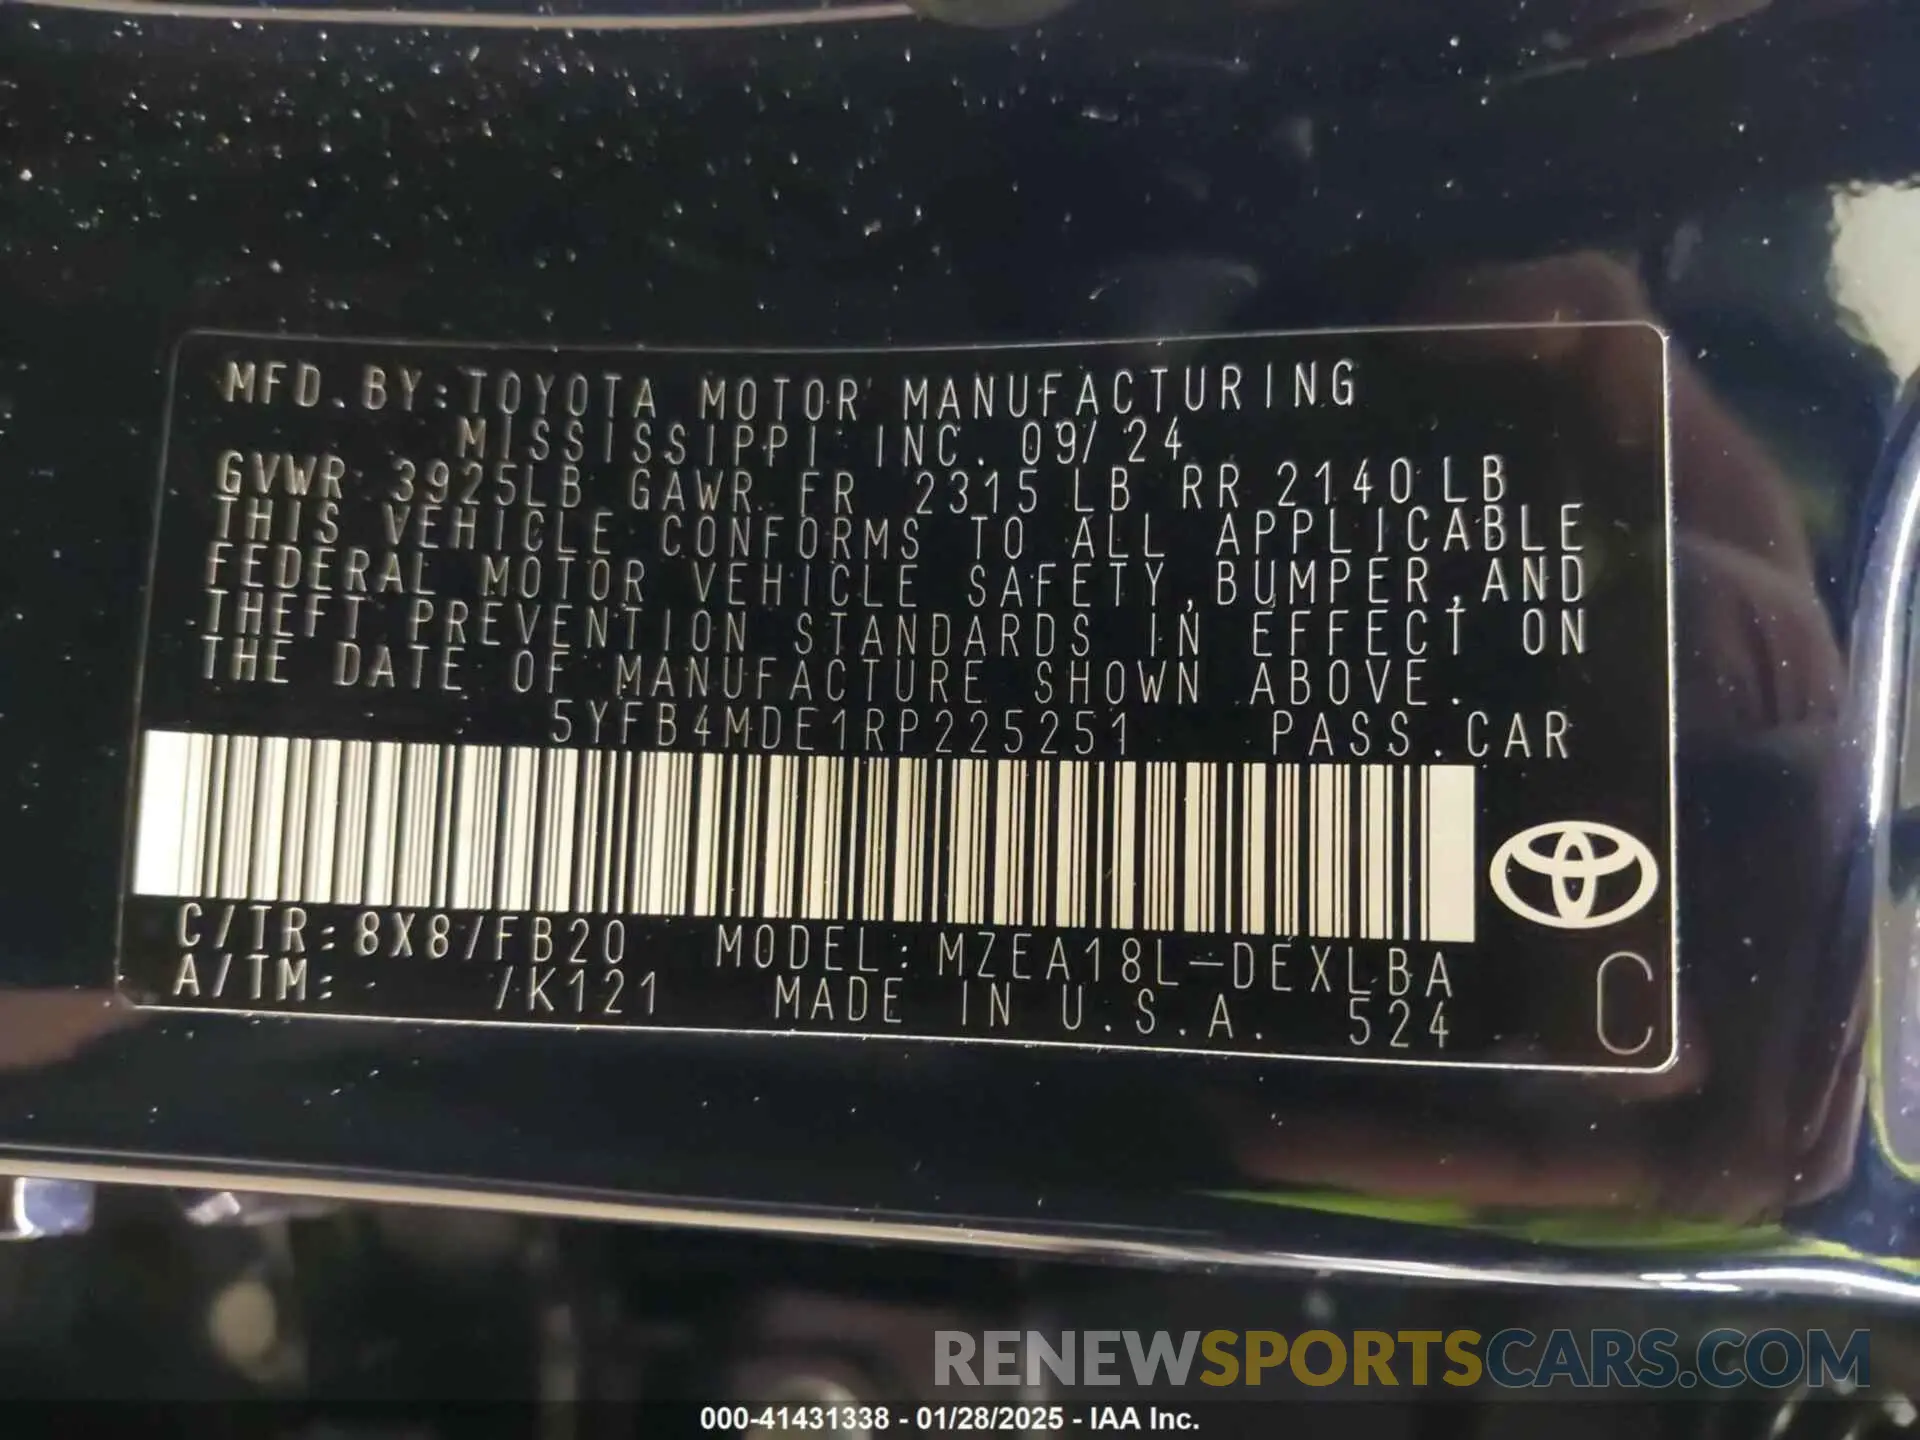 MFD.BY:TOYOTA MOTOR MANUFACTURING
MISSISSIPPI INC. 09/24
GVWR 3925LB GAWR FR 2315LB RR 2140LB
THIS VEHICLE CONFORMS TO ALL APPLICABLE
FEDERAL MOTOR VEHICLE SAFETY,BUMPER,AND
THEFT PREVENTION STANDARDS IN EFFECT ON
THE DATE OF MANUFACTURE SHOWN ABOVE.
5YFB4MDE1RP225251 PASS.CAR
C/TR:8X8/FB20 MODEL:MZEA18L-DEXLBA
A/TM: /K121 MADE IN U.S.A. 524 C
RENEWSPORTSCARS.COM
000-41431338 - 01/28/2025 - IAA Inc.